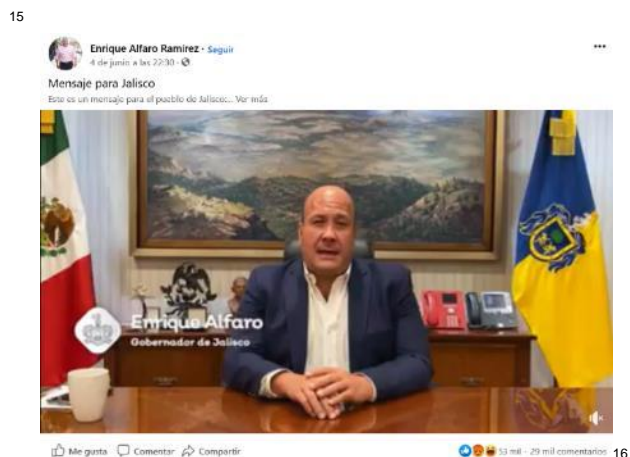 15
Enrique Alfaro Ramírez · Seguir
4 de junio a las 22:30 ·
Mensaje para Jalisco
Este es un mensaje para el pueblo de Jalisco:... Ver más
Enrique Alfaro
Gobernador de Jalisco
Me gusta Comentar Compartir
53 mil · 29 mil comentarios 16